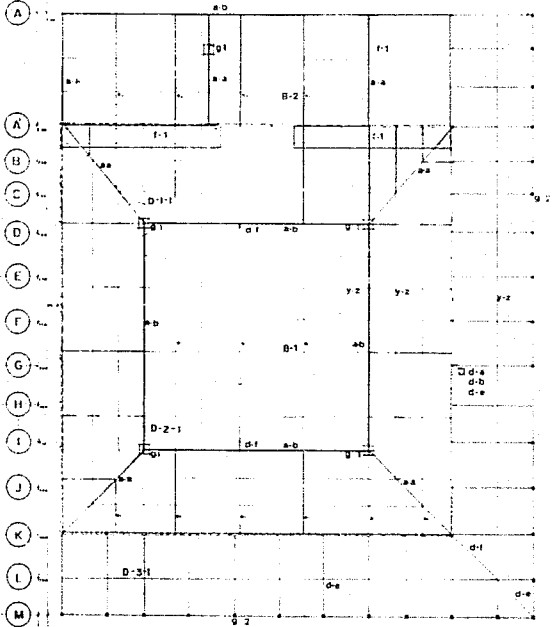 A a-b
g1
f-1
a-a
a-a
B-2
A'
f-1
f-1
B
a-a
a-a
C
D-1-1
g-2
D
g1
d-f a-b
g-1
E
y-z y-z y-z
F
a-b
B-1
a-b
G
d-a
d-b
H
d-e
D-2-1
I
d-f a-b
g1
g-1
J
a-a
a-a
K
d-f
L
D-3-1
d-e
d-e
M
g-2